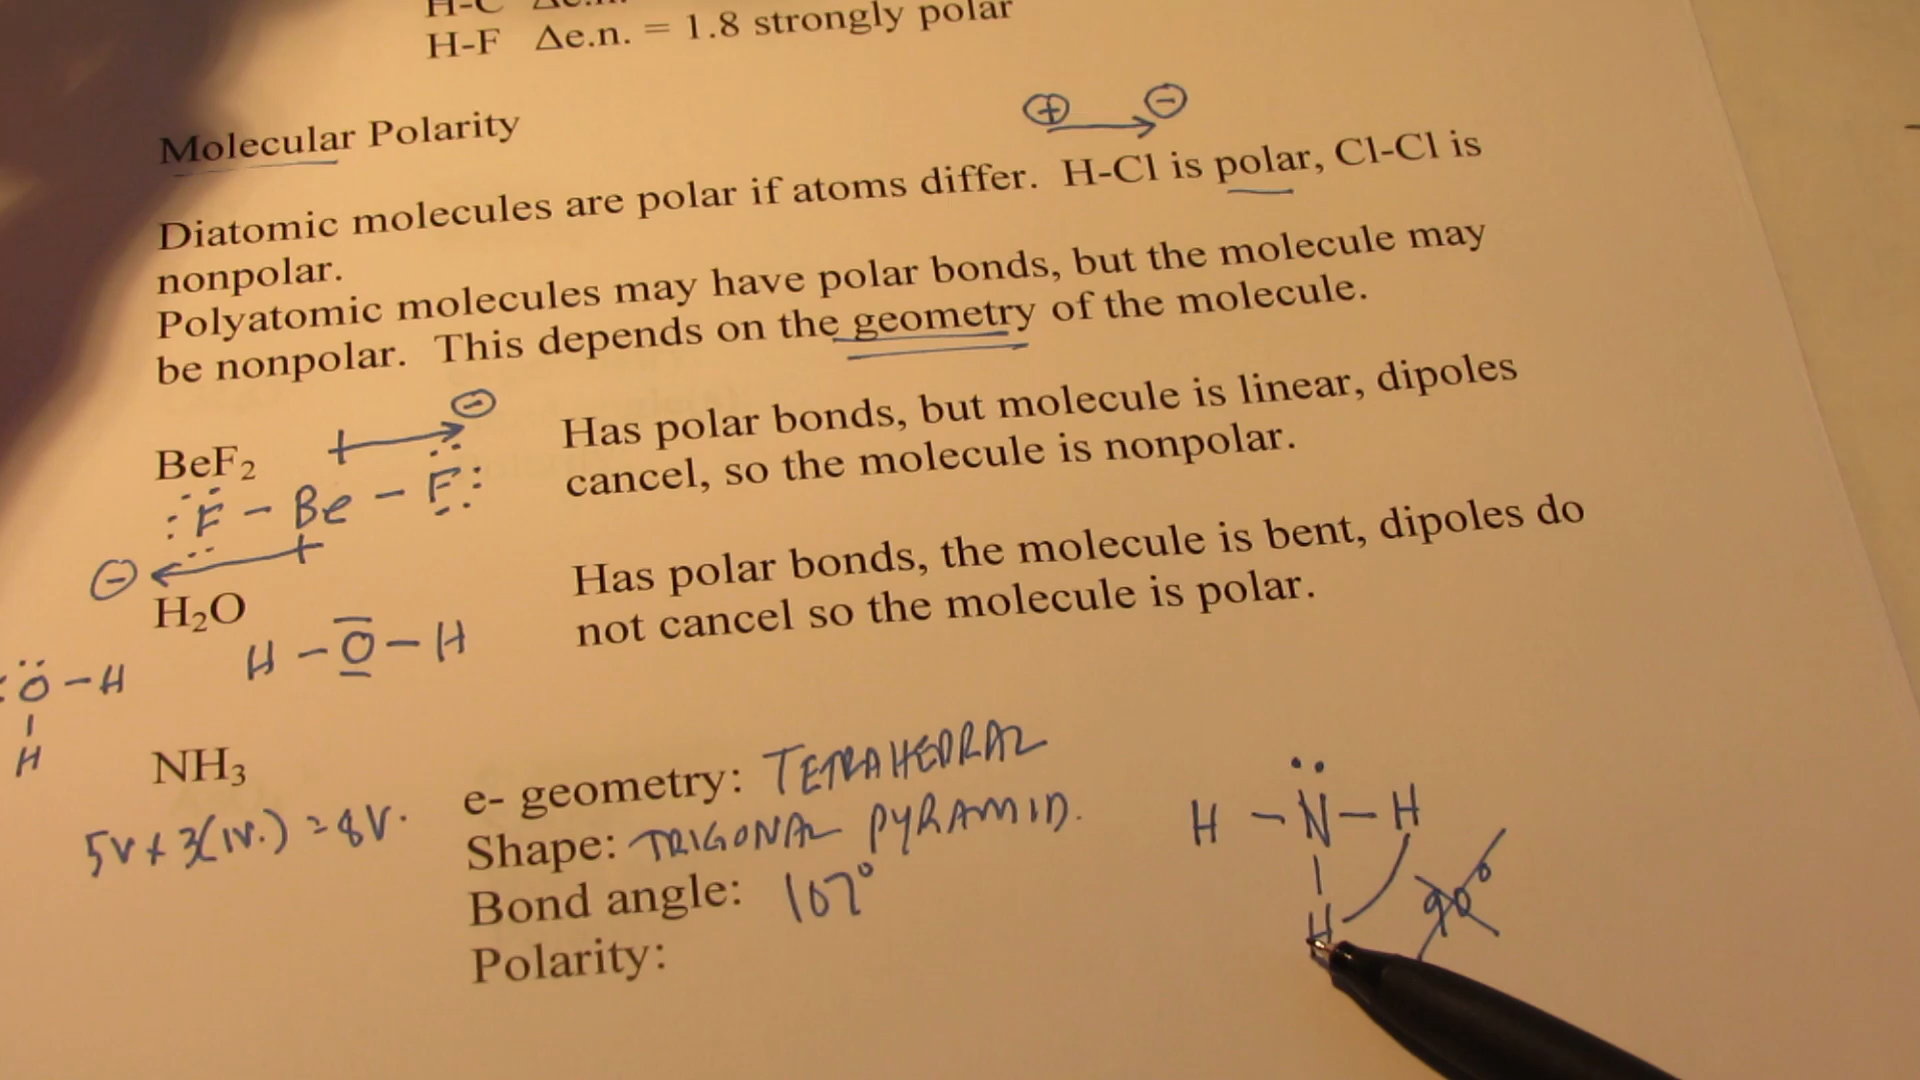 H-C Δe.n.
H-F Δe.n. = 1.8 strongly polar
Molecular Polarity
⊕ → ⊖
Diatomic molecules are polar if atoms differ. H-Cl is polar, Cl-Cl is
nonpolar.
Polyatomic molecules may have polar bonds, but the molecule may
be nonpolar. This depends on the geometry of the molecule.
⊖
BeF₂
:F - Be - F:
⊖
Has polar bonds, but molecule is linear, dipoles
cancel, so the molecule is nonpolar.
H₂O
H - O - H
:O - H
H
Has polar bonds, the molecule is bent, dipoles do
not cancel so the molecule is polar.
NH₃
5V + 3(1V.) = 8V.
e- geometry: TETRAHEDRAL
Shape: TRIGONAL PYRAMID.
Bond angle: 107°
Polarity:
H - N - H
H
90°